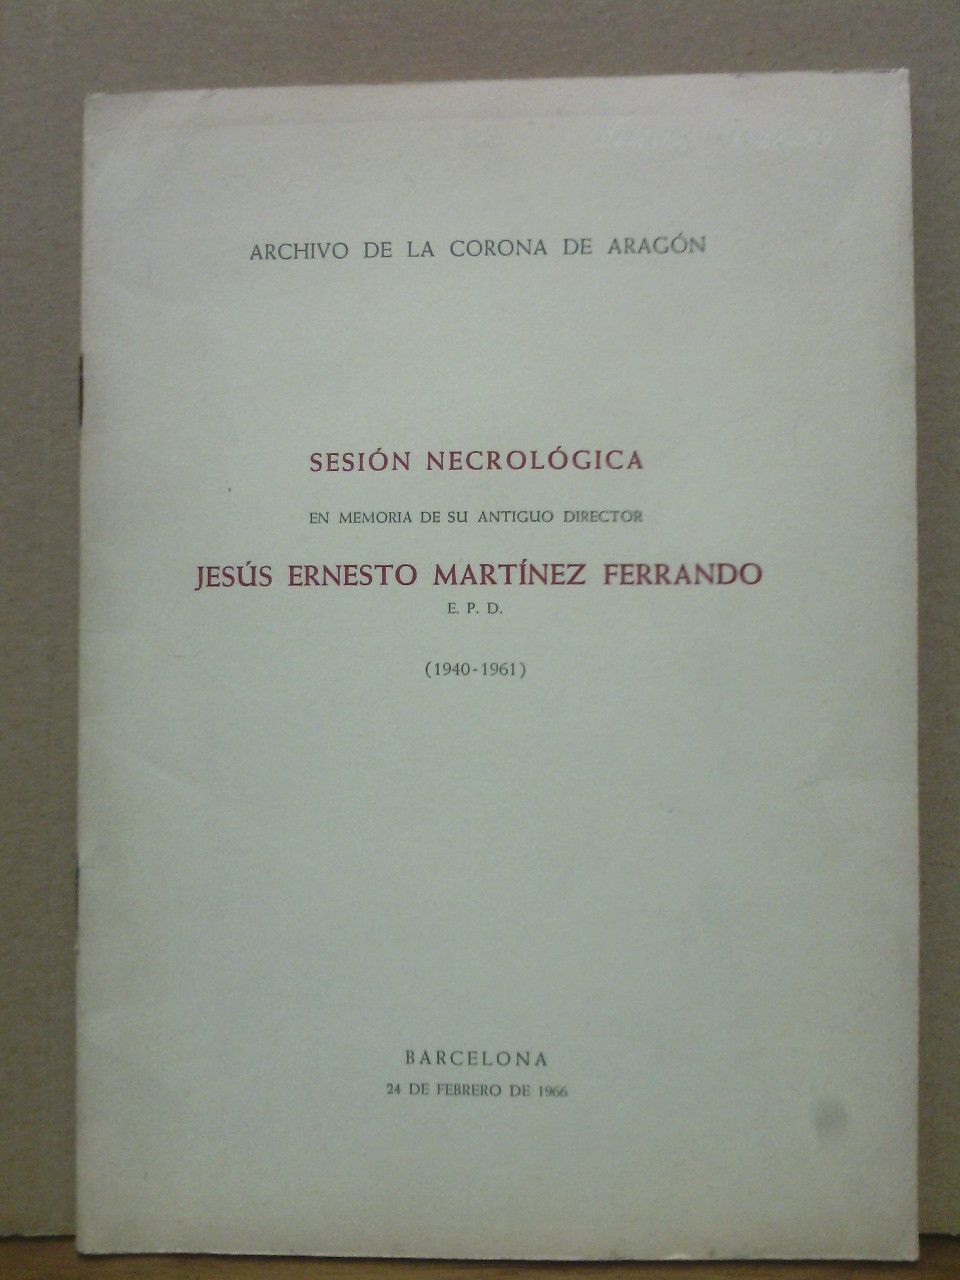 ARCHIVO DE LA CORONA DE ARAGÓN
SESIÓN NECROLÓGICA
EN MEMORIA DE SU ANTIGUO DIRECTOR
JESÚS ERNESTO MARTÍNEZ FERRANDO
E. P. D.
(1940-1961)
BARCELONA
24 DE FEBRERO DE 1966